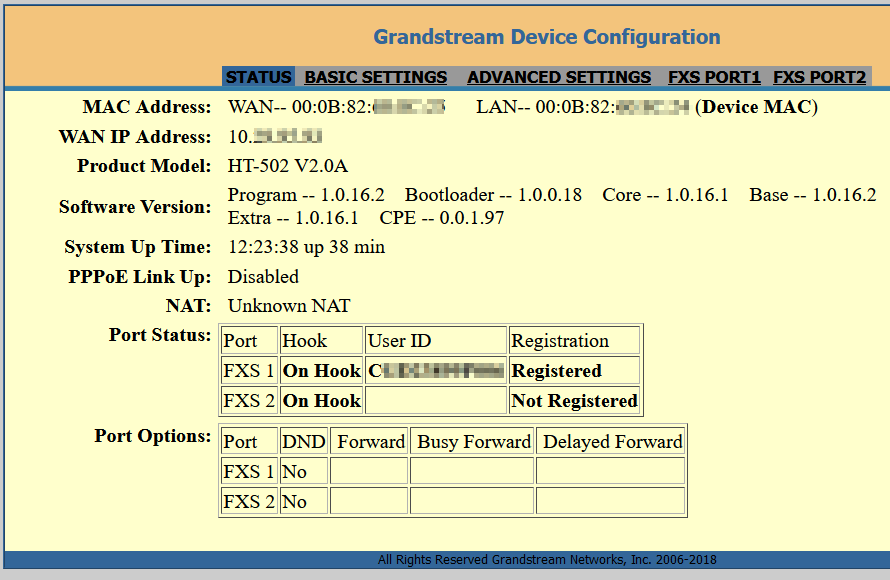 Grandstream Device Configuration
STATUS BASIC SETTINGS ADVANCED SETTINGS FXS PORT1 FXS PORT2
MAC Address: WAN-- 00:0B:82: LAN-- 00:0B:82: (Device MAC)
WAN IP Address: 10.
Product Model: HT-502 V2.0A
Software Version: Program -- 1.0.16.2 Bootloader -- 1.0.0.18 Core -- 1.0.16.1 Base -- 1.0.16.2
Extra -- 1.0.16.1 CPE -- 0.0.1.97
System Up Time: 12:23:38 up 38 min
PPPoE Link Up: Disabled
NAT: Unknown NAT
Port Status: Port Hook User ID Registration
FXS 1 On Hook C Registered
FXS 2 On Hook Not Registered
Port Options: Port DND Forward Busy Forward Delayed Forward
FXS 1 No
FXS 2 No
All Rights Reserved Grandstream Networks, Inc. 2006-2018